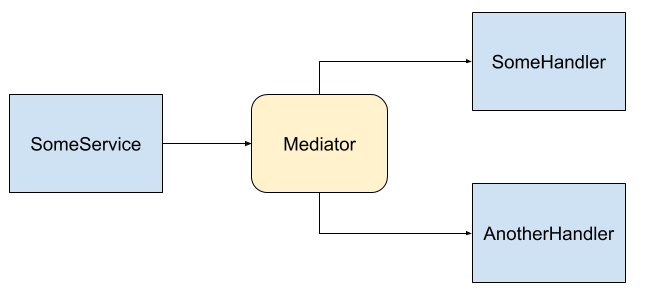 SomeService
Mediator
SomeHandler
AnotherHandler